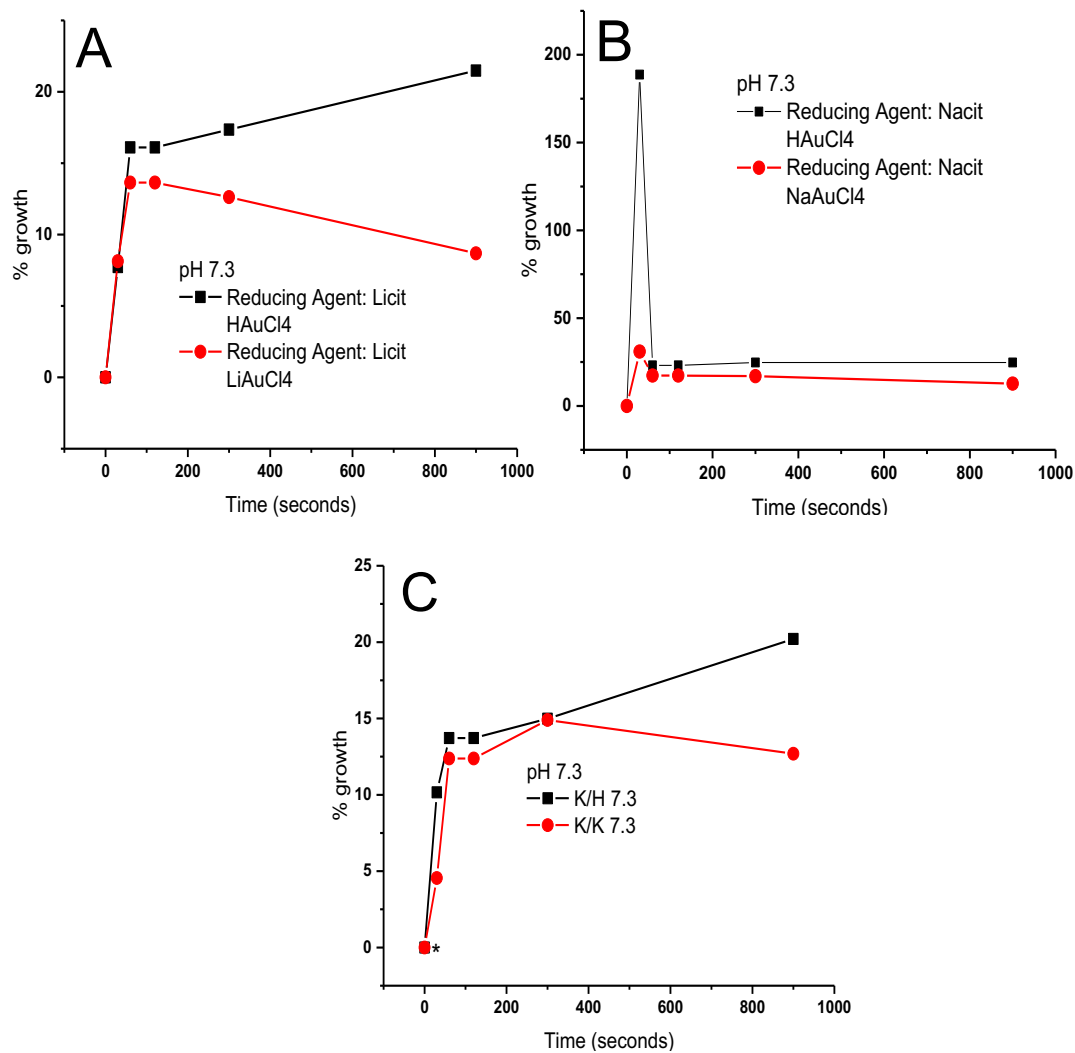 A
% growth
20
10
0
pH 7.3
Reducing Agent: Licit
HAuCl4
Reducing Agent: Licit
LiAuCl4
0 200 400 600 800 1000
Time (seconds)
B
% growth
200
150
100
50
0
pH 7.3
Reducing Agent: Nacit
HAuCl4
Reducing Agent: Nacit
NaAuCl4
0 200 400 600 800 1000
Time (seconds)
C
% growth
25
20
15
10
5
0
*
pH 7.3
K/H 7.3
K/K 7.3
0 200 400 600 800 1000
Time (seconds)